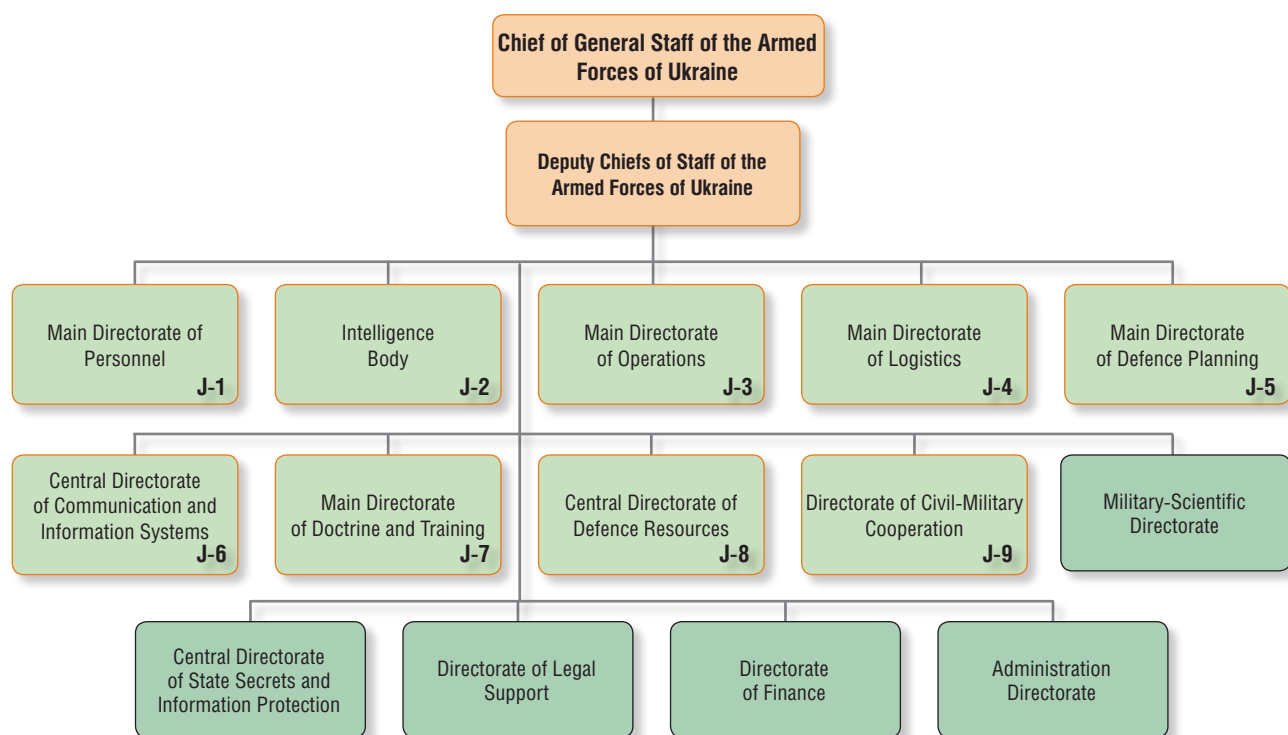 Chief of General Staff of the Armed
Forces of Ukraine
Deputy Chiefs of Staff of the
Armed Forces of Ukraine
Main Directorate of
Personnel
J-1
Intelligence
Body
J-2
Main Directorate
of Operations
J-3
Main Directorate
of Logistics
J-4
Main Directorate
of Defence Planning
J-5
Central Directorate
of Communication and
Information Systems
J-6
Main Directorate
of Doctrine and Training
J-7
Central Directorate of
Defence Resources
J-8
Directorate of Civil-Military
Cooperation
J-9
Military-Scientific
Directorate
Central Directorate
of State Secrets and
Information Protection
Directorate of Legal
Support
Directorate
of Finance
Administration
Directorate